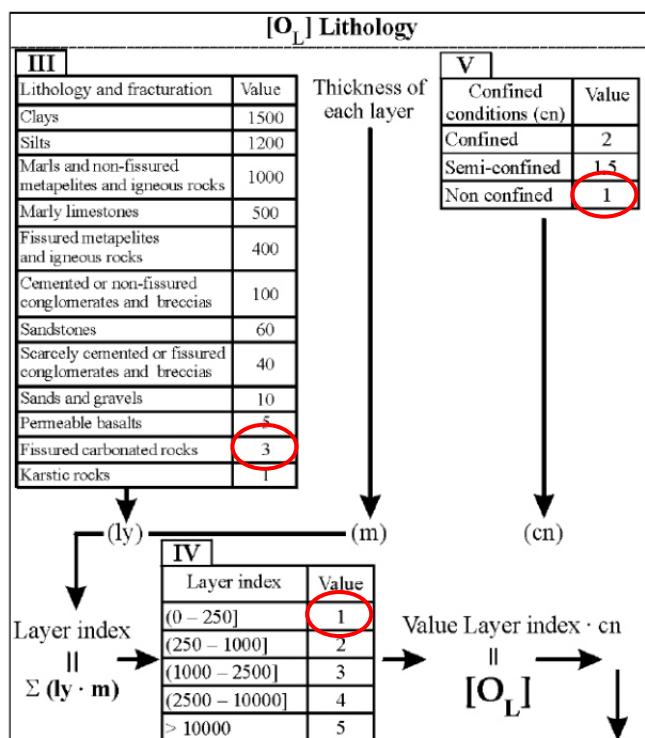 [O_L] Lithology
III
Lithology and fracturation Value
Clays 1500
Silts 1200
Marls and non-fissured
metapelites and igneous rocks 1000
Marly limestones 500
Fissured metapelites
and igneous rocks 400
Cemented or non-fissured
conglomerates and breccias 100
Sandstones 60
Scarcely cemented or fissured
conglomerates and breccias 40
Sands and gravels 10
Permeable basalts 5
Fissured carbonated rocks 3
Karstic rocks 1
Thickness of
each layer
V
Confined
conditions (cn) Value
Confined 2
Semi-confined 1.5
Non confined 1
(ly)
(m)
(cn)
Layer index
=
Σ (ly · m)
IV
Layer index Value
(0 – 250] 1
(250 – 1000] 2
(1000 – 2500] 3
(2500 – 10000] 4
> 10000 5
Value Layer index · cn
=
[O_L]